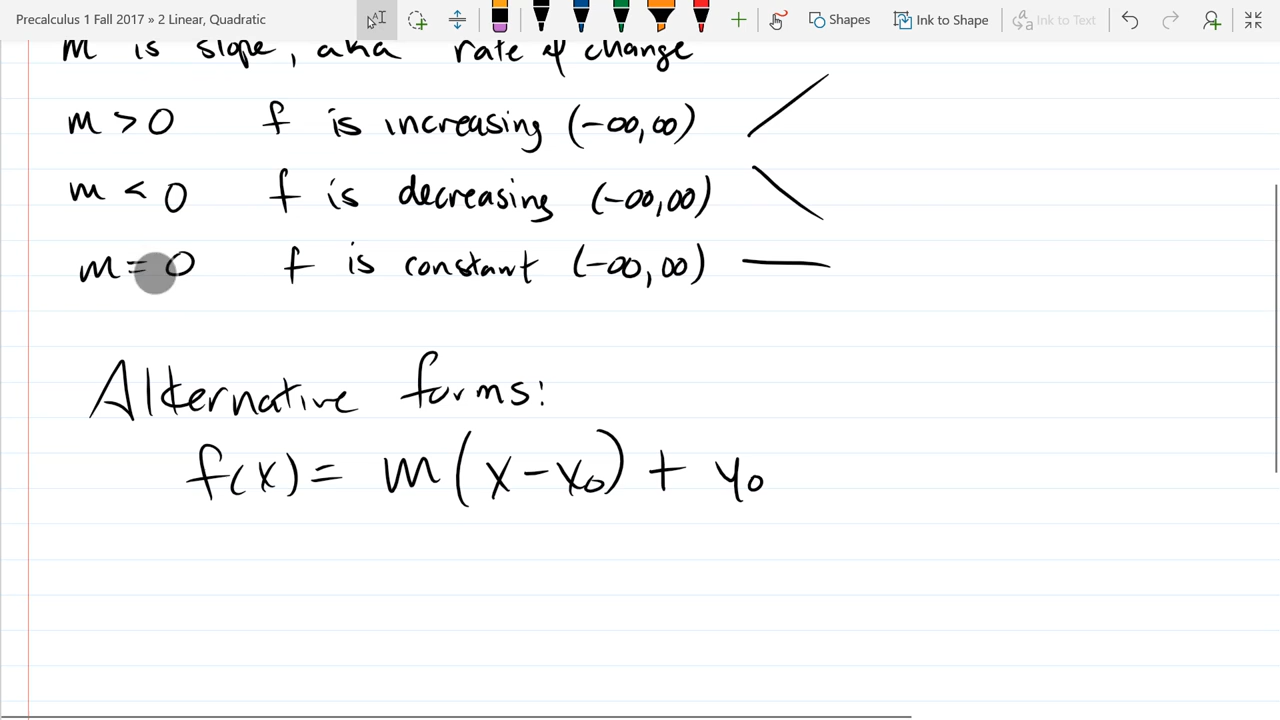 Precalculus 1 Fall 2017 » 2 Linear, Quadratic
Shapes
Ink to Shape
Ink to Text
m is slope, aka rate of change
m > 0 f is increasing (-∞,∞)
m < 0 f is decreasing (-∞,∞)
m = 0 f is constant (-∞,∞)
Alternative forms:
f(x) = m(x-x₀) + y₀